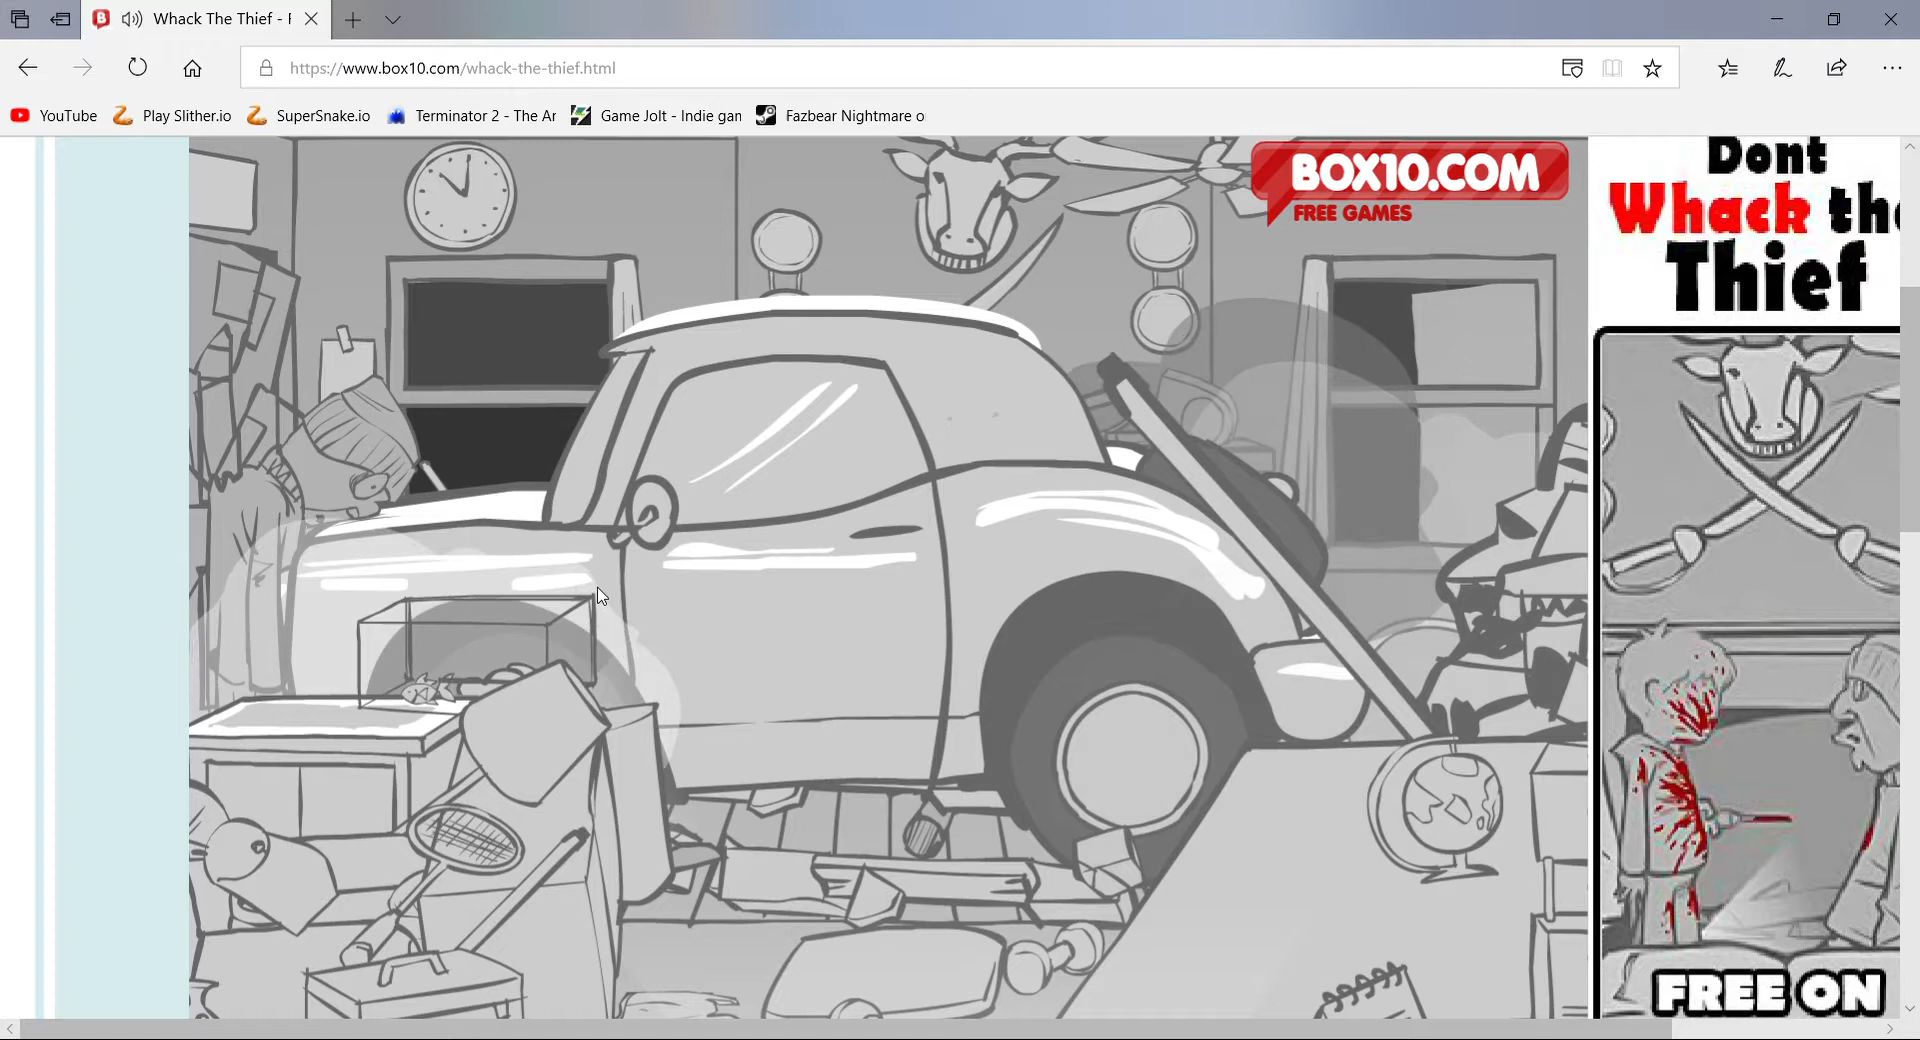 Whack The Thief - F
https://www.box10.com/whack-the-thief.html
YouTube Play Slither.io SuperSnake.io Terminator 2 - The Ar Game Jolt - Indie gan Fazbear Nightmare o
BOX10.COM
FREE GAMES
Dont
Whack the
Thief
FREE ON